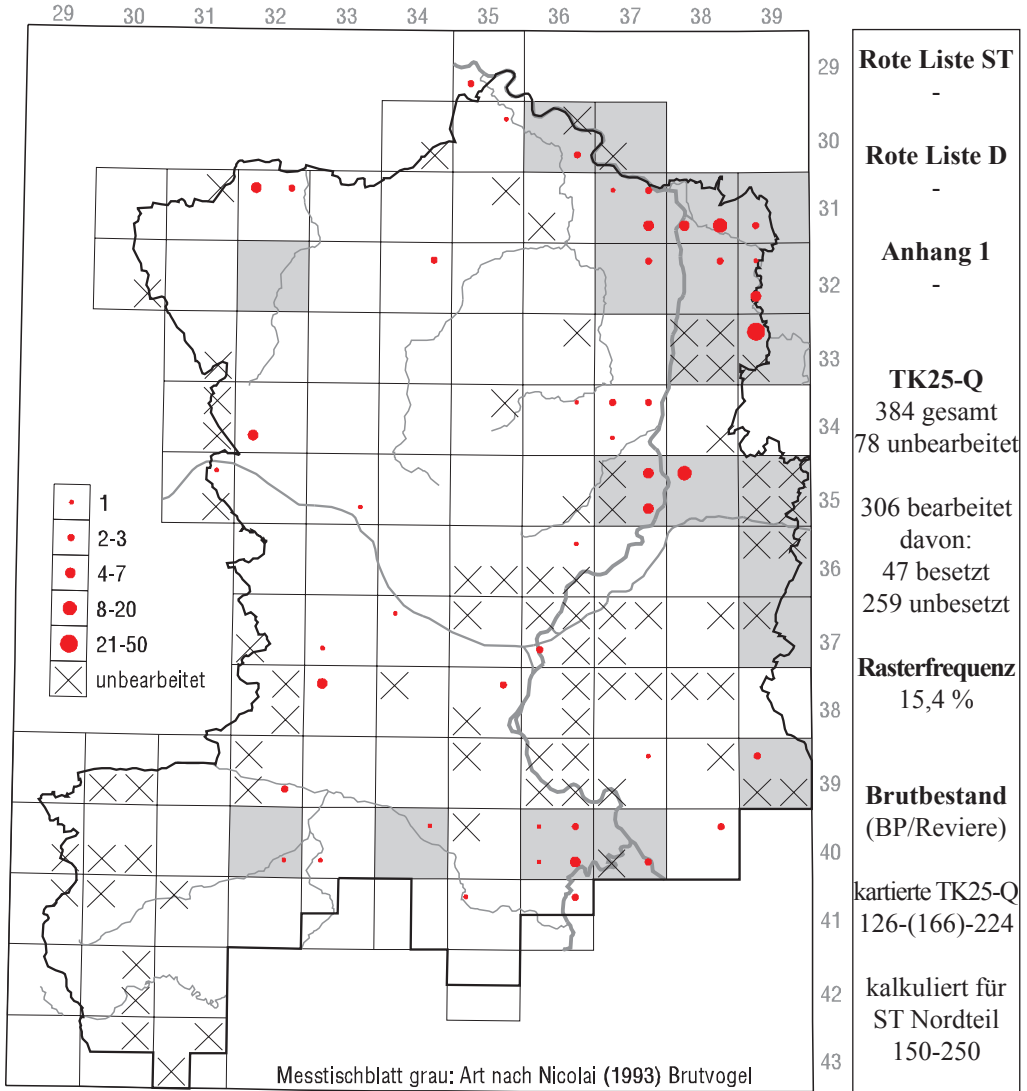 29 30 31 32 33 34 35 36 37 38 39
29
30
31
32
33
34
35
36
37
38
39
40
41
42
43
1
2-3
4-7
8-20
21-50
unbearbeitet
Messtischblatt grau: Art nach Nicolai (1993) Brutvogel
Rote Liste ST
-
Rote Liste D
-
Anhang 1
-
TK25-Q
384 gesamt
78 unbearbeitet
306 bearbeitet
davon:
47 besetzt
259 unbesetzt
Rasterfrequenz
15,4 %
Brutbestand
(BP/Reviere)
kartierte TK25-Q
126-(166)-224
kalkuliert für
ST Nordteil
150-250